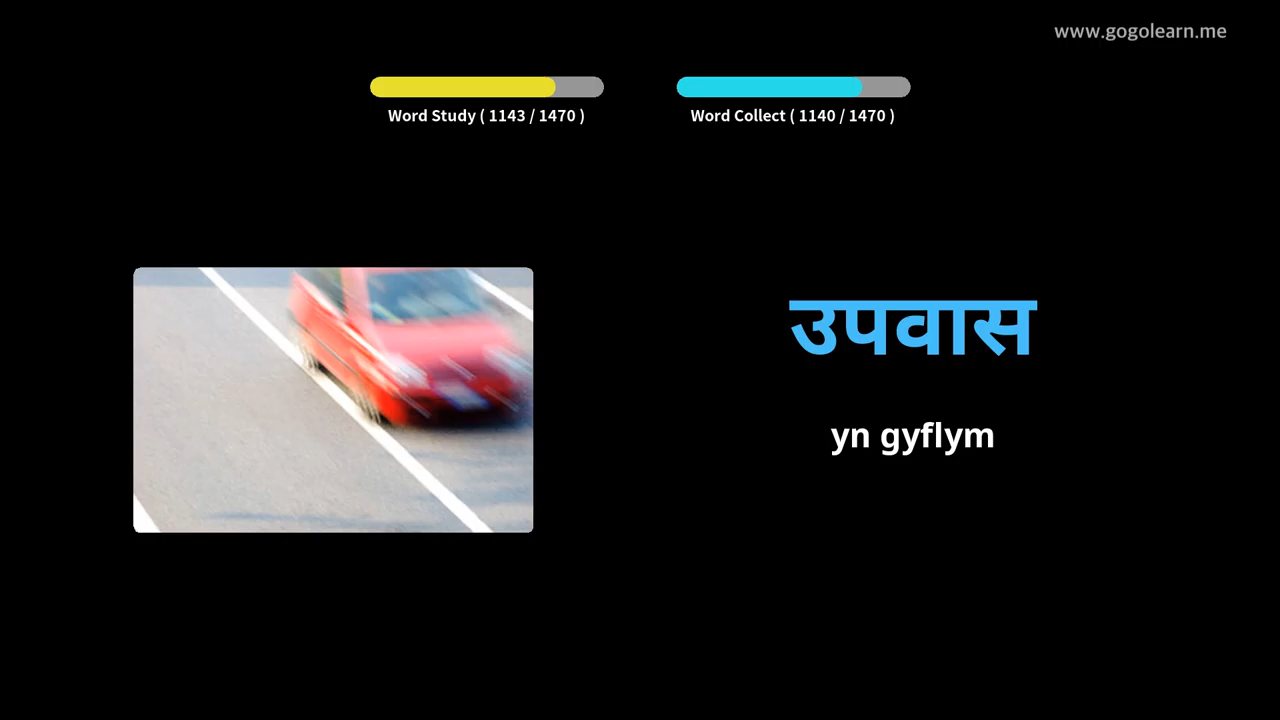 www.gogolearn.me
Word Study ( 1143 / 1470 )
Word Collect ( 1140 / 1470 )
उपवास
yn gyflym